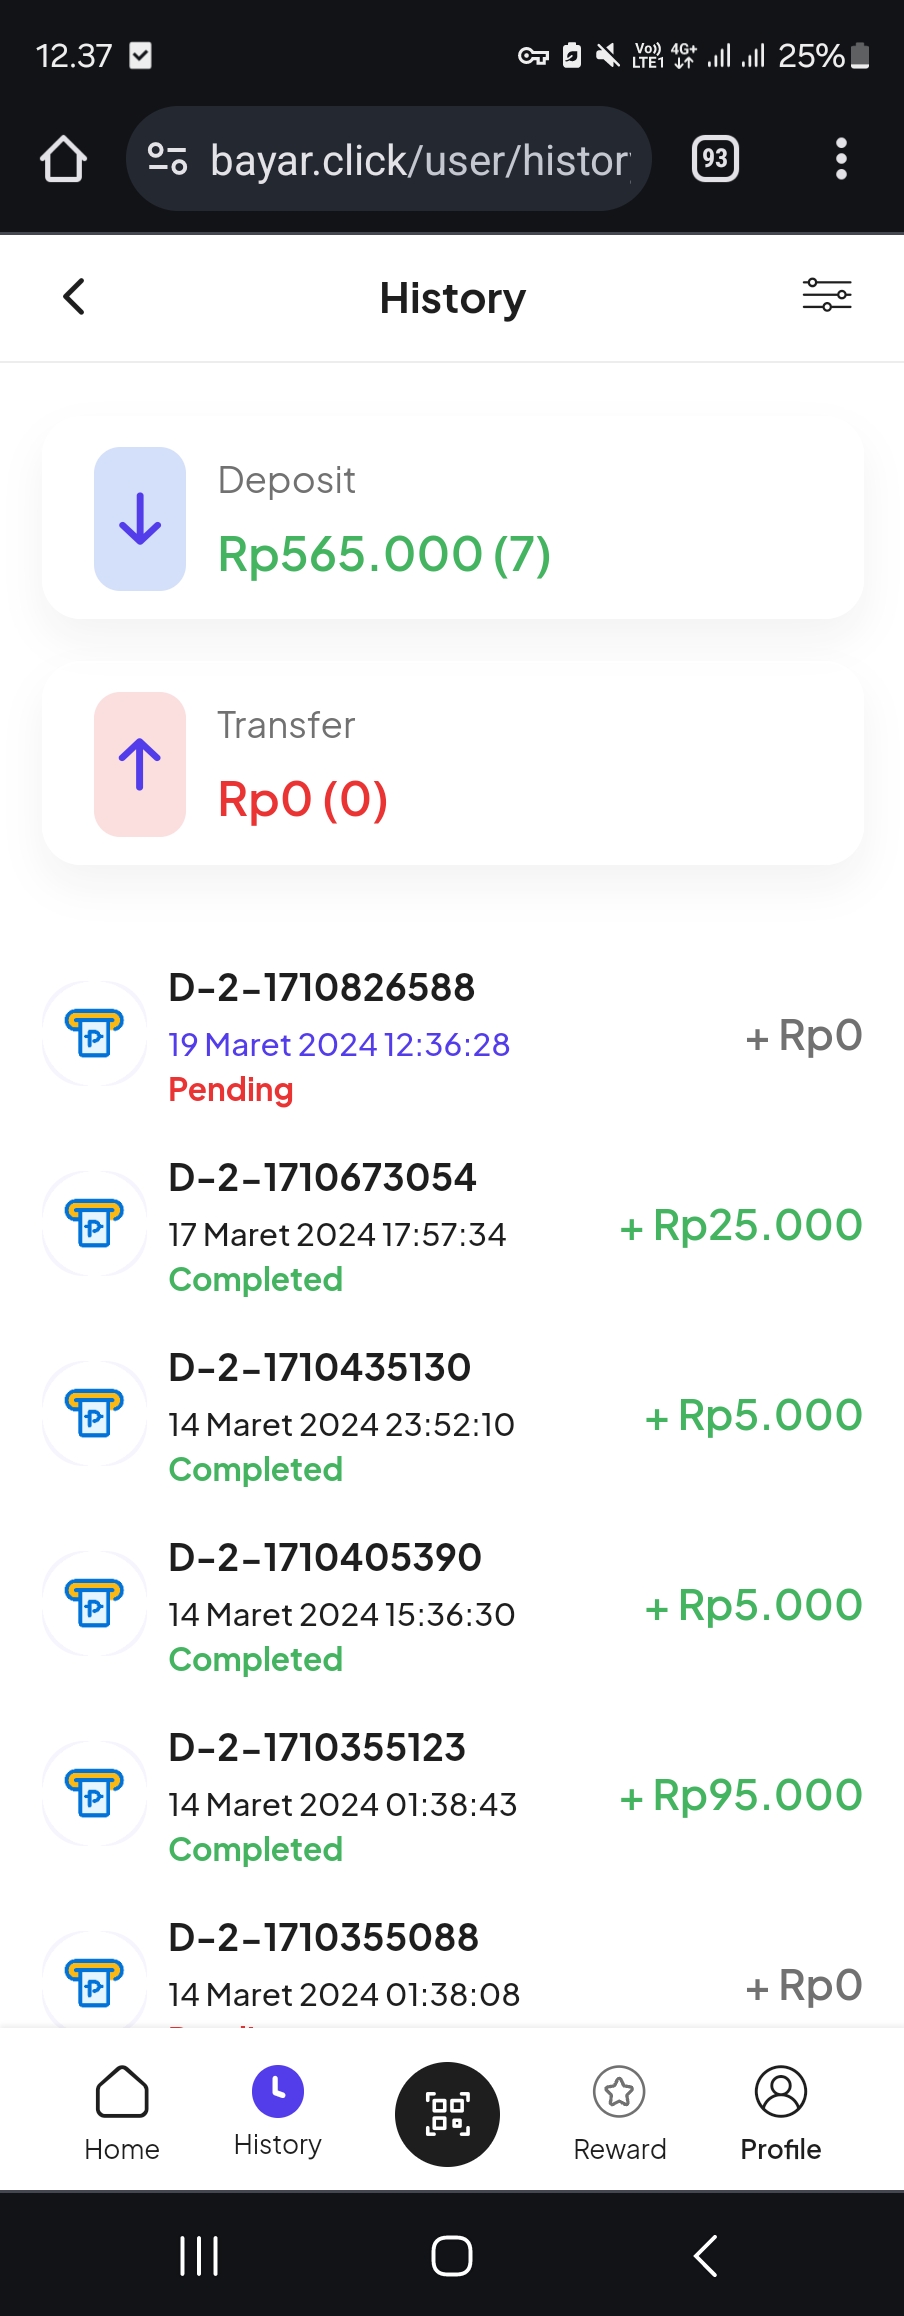 12.37
Vo)) LTE1 4G+ 25%
bayar.click/user/histor
93
History
Deposit
Rp565.000 (7)
Transfer
Rp0 (0)
D-2-1710826588
19 Maret 2024 12:36:28
Pending
+ Rp0
D-2-1710673054
17 Maret 2024 17:57:34
Completed
+ Rp25.000
D-2-1710435130
14 Maret 2024 23:52:10
Completed
+ Rp5.000
D-2-1710405390
14 Maret 2024 15:36:30
Completed
+ Rp5.000
D-2-1710355123
14 Maret 2024 01:38:43
Completed
+ Rp95.000
D-2-1710355088
14 Maret 2024 01:38:08
+ Rp0
Home
History
Reward
Profile